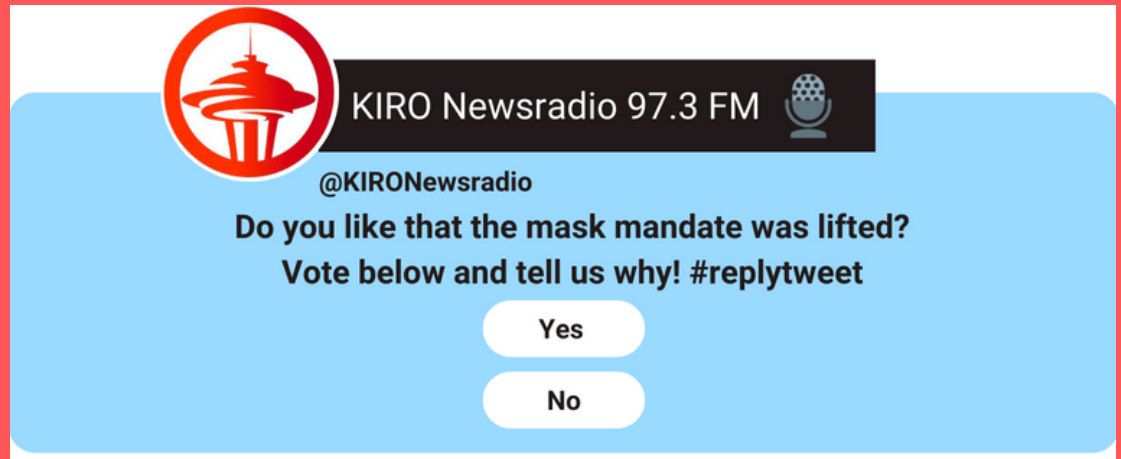 KIRO Newsradio 97.3 FM
@KIRONewsradio
Do you like that the mask mandate was lifted?
Vote below and tell us why! #replytweet
Yes
No